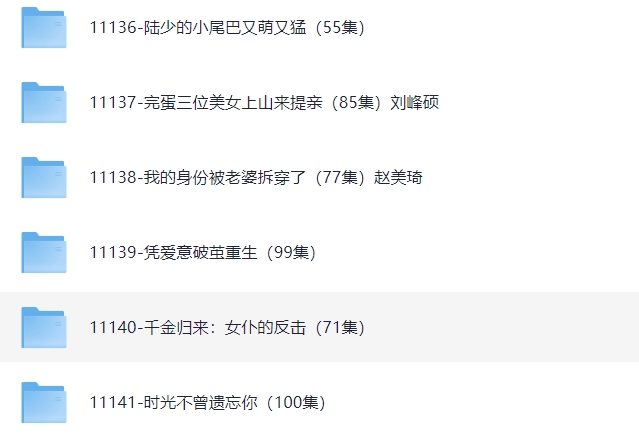 11136-陆少的小尾巴又萌又猛（55集）
11137-完蛋三位美女上山来提亲（85集）刘峰硕
11138-我的身份被老婆拆穿了（77集）赵美琦
11139-凭爱意破茧重生（99集）
11140-千金归来：女仆的反击（71集）
11141-时光不曾遗忘你（100集）